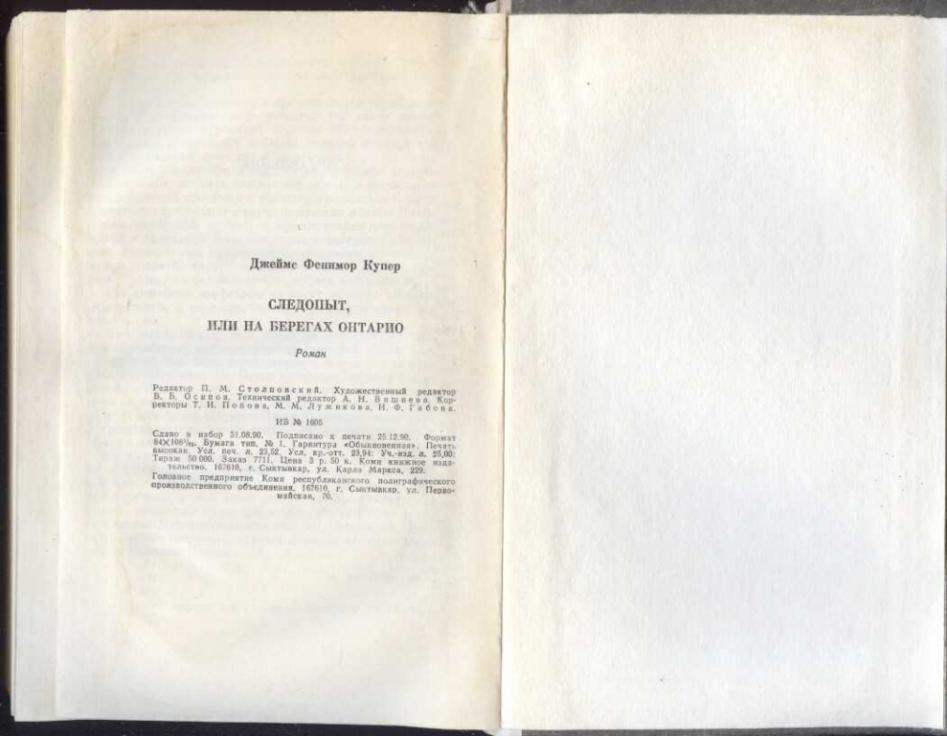 Джеймс Фенимор Купер
СЛЕДОПЫТ,
ИЛИ НА БЕРЕГАХ ОНТАРИО
Роман
Редактор П. М. Столповский. Художественный редактор
В. Б. Осипов. Технический редактор А. Н. Вишнева. Кор-
ректоры Т. И. Попова, М. М. Лужикова, Н. Ф. Габова.
ИБ № 1605
Сдано в набор 31.08.90. Подписано к печати 25.12.90. Формат
84×108 1/32. Бумага тип. № 1. Гарнитура «Обыкновенная». Печать
высокая. Усл. печ. л. 23,52. Усл. кр.-отт. 23,94. Уч.-изд. л. 25,00.
Тираж 50 000. Заказ 7711. Цена 3 р. 50 к. Коми книжное изда-
тельство. 167610, г. Сыктывкар, ул. Карла Маркса, 229.
Головное предприятие Коми республиканского полиграфического
производственного объединения. 167610, г. Сыктывкар, ул. Перво-
майская, 70.